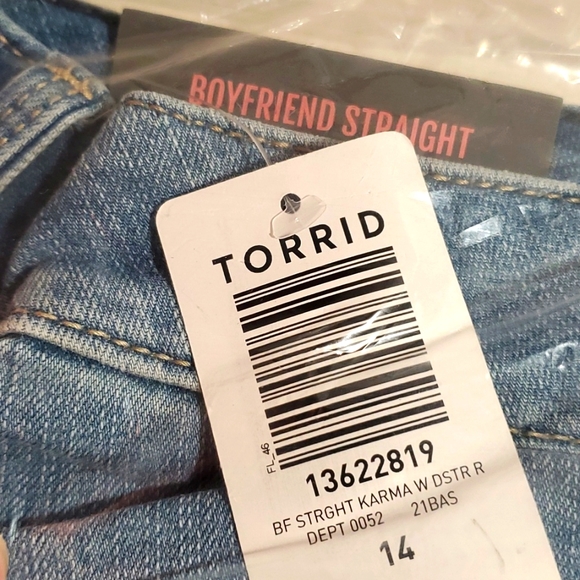 BOYFRIEND STRAIGHT
TORRID
FL_46
13622819
BF STRGHT KARMA W DSTR R
DEPT 0052 21BAS
14